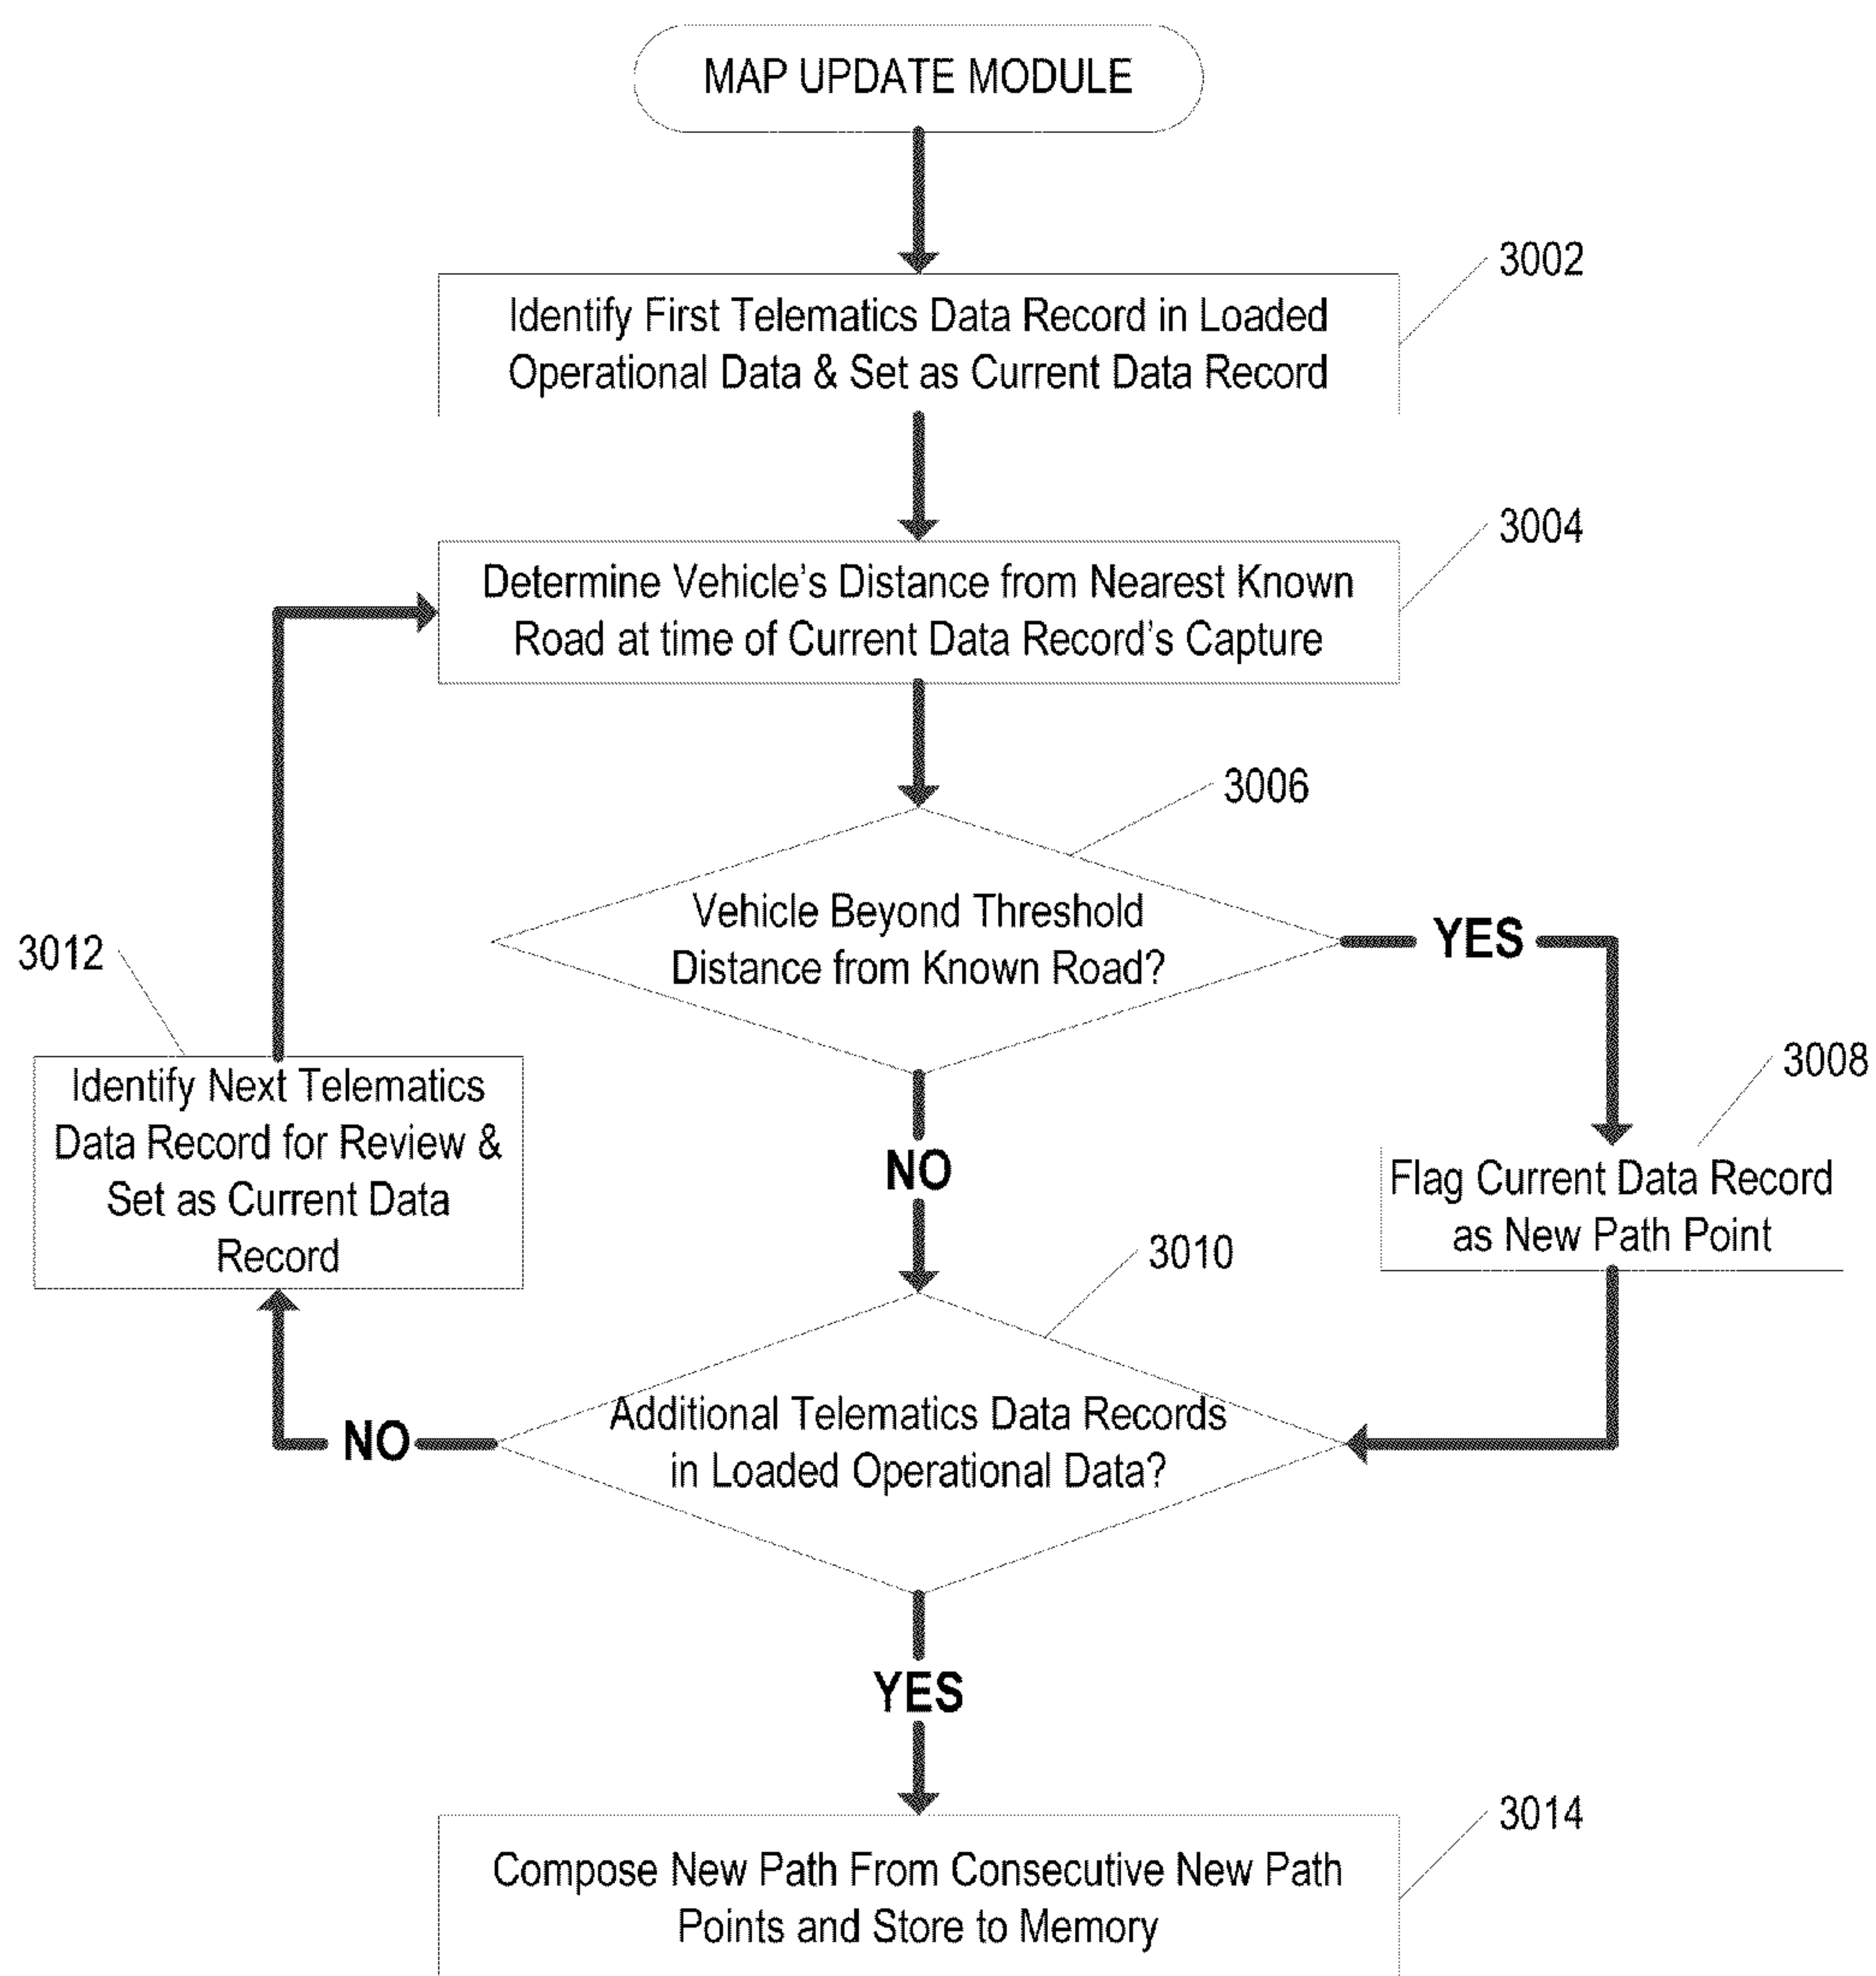 MAP UPDATE MODULE
3002
Identify First Telematics Data Record in Loaded
Operational Data & Set as Current Data Record
3004
Determine Vehicle's Distance from Nearest Known
Road at time of Current Data Record's Capture
3006
Vehicle Beyond Threshold
Distance from Known Road?
YES
3012
Identify Next Telematics
Data Record for Review &
Set as Current Data
Record
NO
3008
Flag Current Data Record
as New Path Point
3010
Additional Telematics Data Records
in Loaded Operational Data?
NO
YES
3014
Compose New Path From Consecutive New Path
Points and Store to Memory